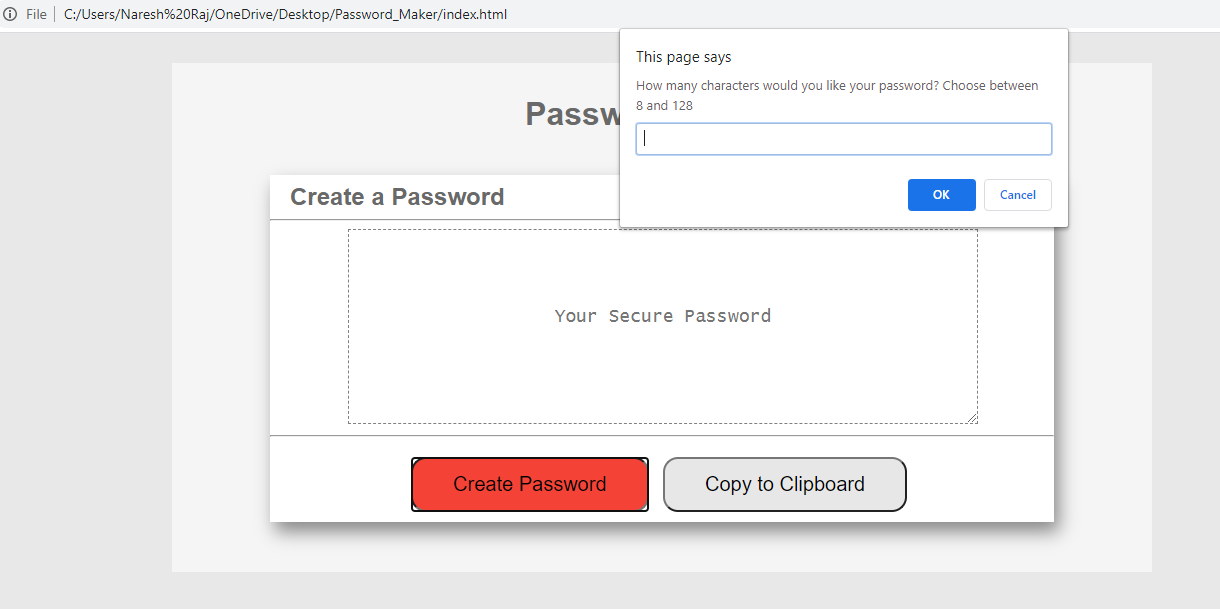 File C:/Users/Naresh%20Raj/OneDrive/Desktop/Password_Maker/index.html
This page says
How many characters would you like your password? Choose between
8 and 128
OK Cancel
Create a Password
Your Secure Password
Create Password Copy to Clipboard